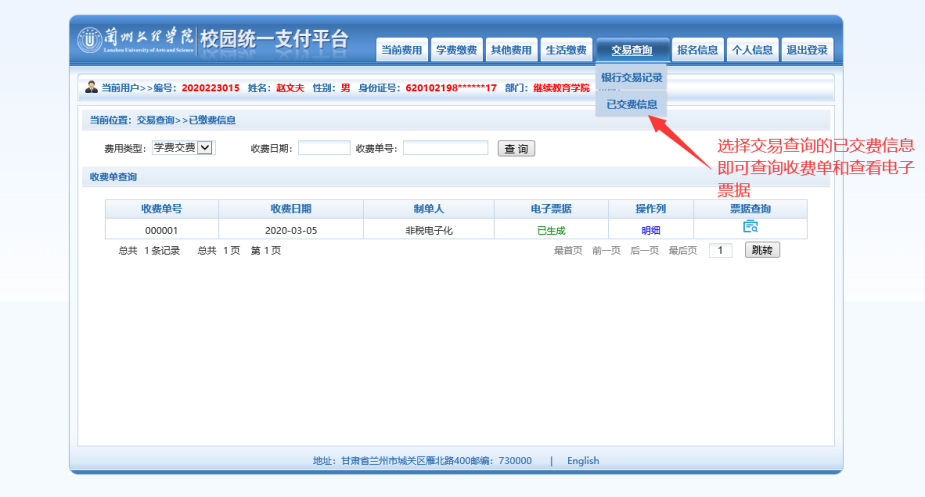 兰州文理学院 校园统一支付平台
Lanzhou University of Arts and Science
当前费用 学费缴费 其他费用 生活缴费 交易查询 报名信息 个人信息 退出登录
银行交易记录
已交费信息
当前用户>>编号: 2020223015 姓名: 赵文夫 性别: 男 身份证号: 620102198******17 部门: 继续教育学院
当前位置: 交易查询>>已缴费信息
费用类型: 学费交费 收费日期: 收费单号: 查 询
选择交易查询的已交费信息
即可查询收费单和查看电子
票据
收费单查询
收费单号 收费日期 制单人 电子票据 操作列 票据查询
000001 2020-03-05 非税电子化 已生成 明细
总共 1 条记录 总共 1 页 第 1 页 最首页 前一页 后一页 最后页 1 跳转
地址: 甘肃省兰州市城关区雁北路400邮编: 730000 | English